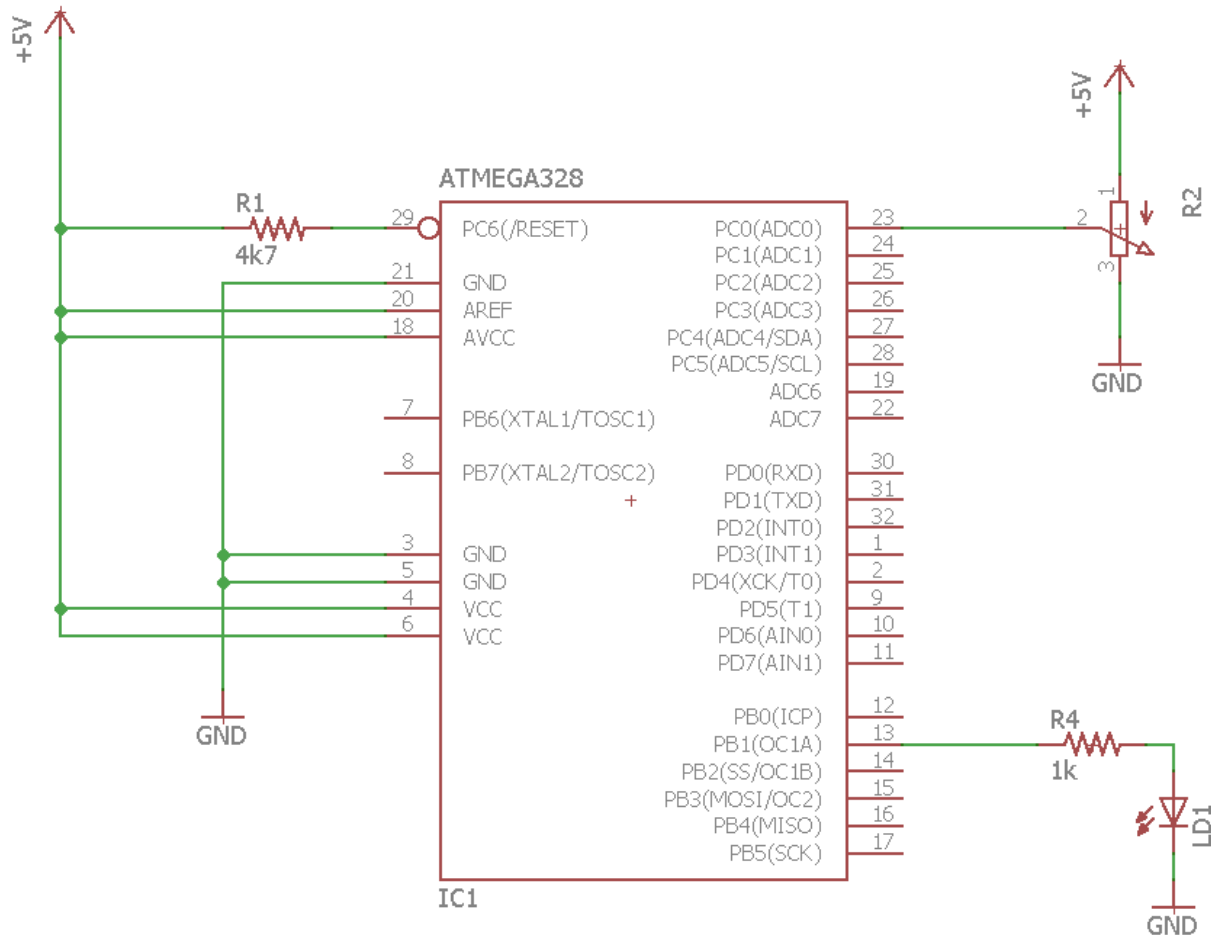 +5V
+5V
ATMEGA328
R1
4k7
29 PC6(/RESET)
21 GND
20 AREF
18 AVCC
7 PB6(XTAL1/TOSC1)
8 PB7(XTAL2/TOSC2)
+
3 GND
5 GND
4 VCC
6 VCC
GND
PC0(ADC0) 23
PC1(ADC1) 24
PC2(ADC2) 25
PC3(ADC3) 26
PC4(ADC4/SDA) 27
PC5(ADC5/SCL) 28
ADC6 19
ADC7 22
PD0(RXD) 30
PD1(TXD) 31
PD2(INT0) 32
PD3(INT1) 1
PD4(XCK/T0) 2
PD5(T1) 9
PD6(AIN0) 10
PD7(AIN1) 11
PB0(ICP) 12
PB1(OC1A) 13
PB2(SS/OC1B) 14
PB3(MOSI/OC2) 15
PB4(MISO) 16
PB5(SCK) 17
IC1
1
2
3
R2
GND
R4
1k
LD1
GND